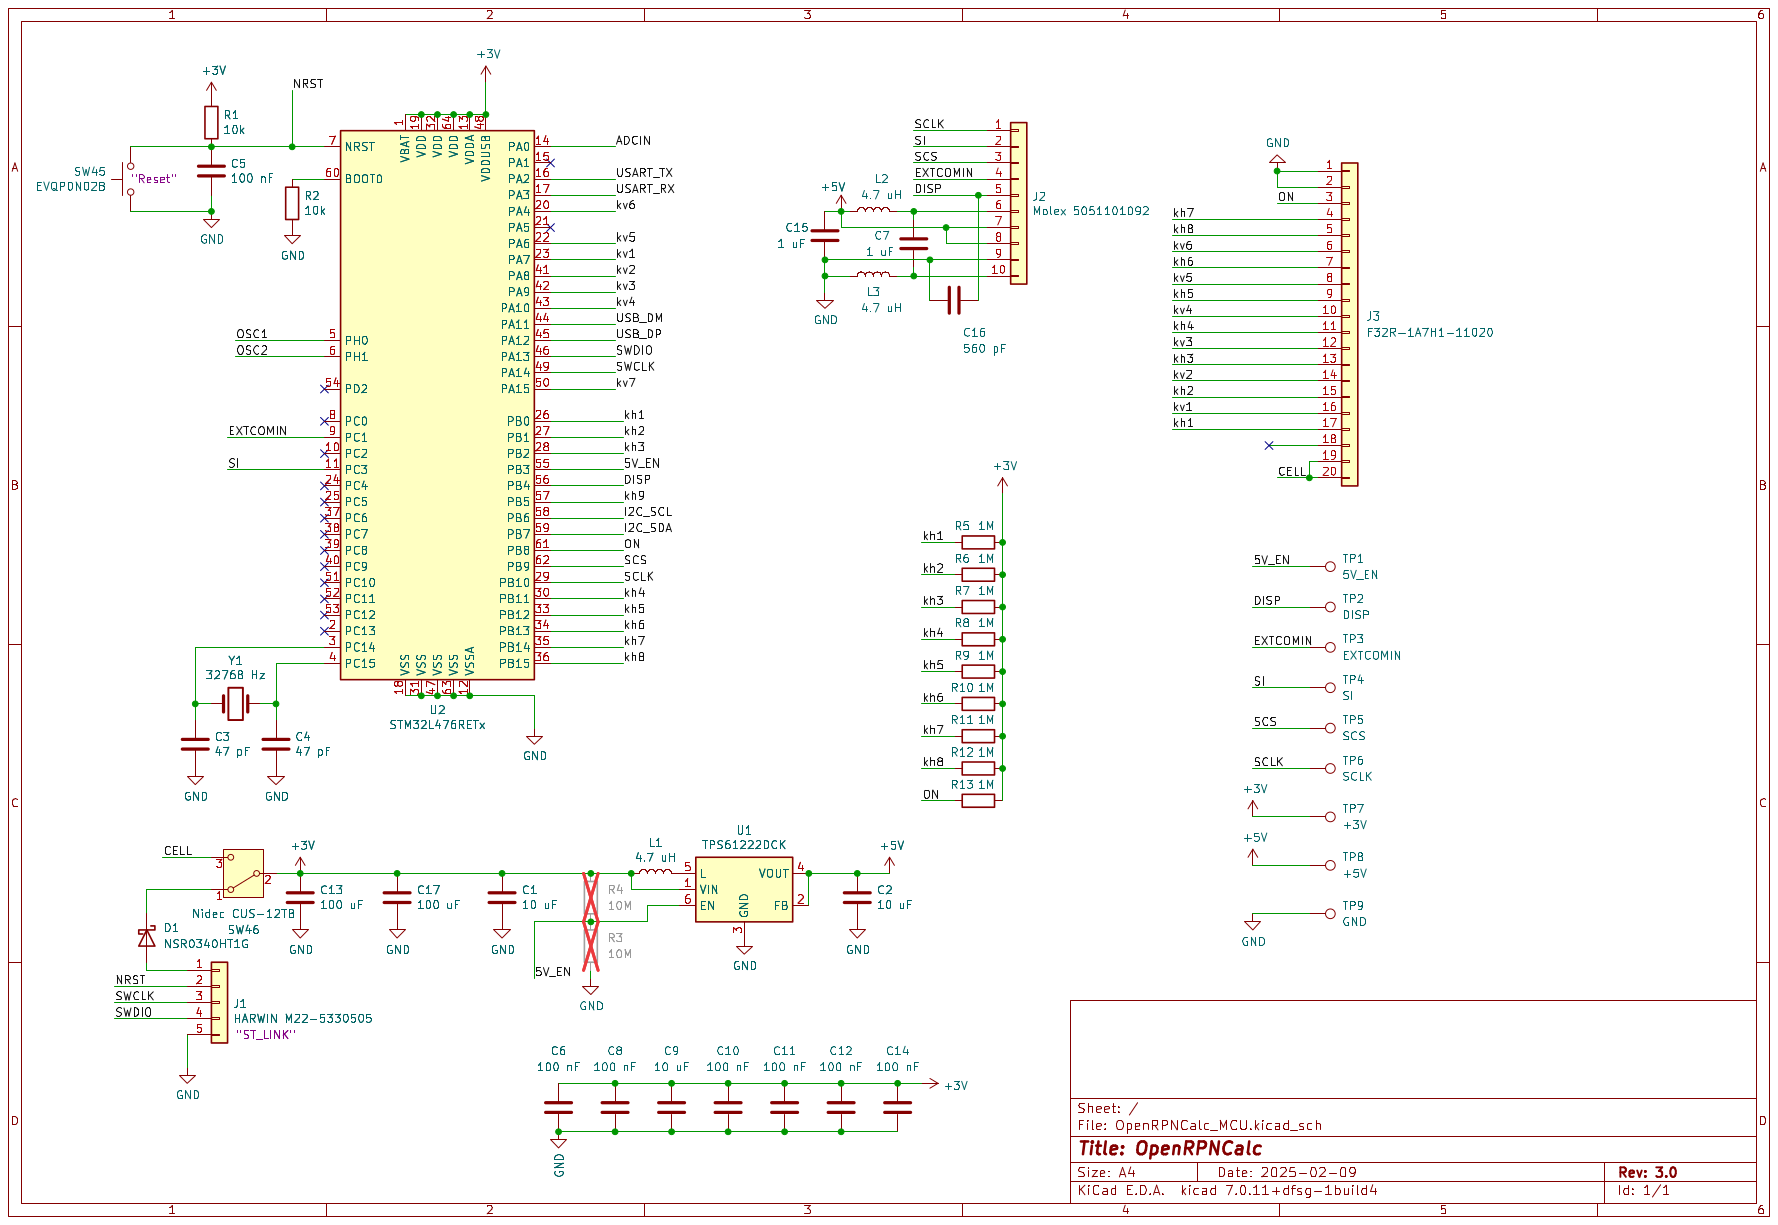 1 2 3 4 5 6
A
B
C
D
A
B
C
D
1 2 3 4 5 6
+3V
NRST
R1
10k
C5
100 nF
SW45
EVQPDN02B
"Reset"
GND
R2
10k
GND
+3V
1 19 32 64 13 48
VBAT VDD VDD VDD VDDA VDDUSB
7 NRST
60 BOOT0
OSC1 5 PH0
OSC2 6 PH1
54 PD2
8 PC0
EXTCOMIN 9 PC1
10 PC2
SI 11 PC3
24 PC4
25 PC5
37 PC6
38 PC7
39 PC8
40 PC9
51 PC10
52 PC11
53 PC12
2 PC13
3 PC14
4 PC15
PA0 14 ADCIN
PA1 15
PA2 16 USART_TX
PA3 17 USART_RX
PA4 20 kv6
PA5 21
PA6 22 kv5
PA7 23 kv1
PA8 41 kv2
PA9 42 kv3
PA10 43 kv4
PA11 44 USB_DM
PA12 45 USB_DP
PA13 46 SWDIO
PA14 49 SWCLK
PA15 50 kv7
PB0 26 kh1
PB1 27 kh2
PB2 28 kh3
PB3 55 5V_EN
PB4 56 DISP
PB5 57 kh9
PB6 58 I2C_SCL
PB7 59 I2C_SDA
PB8 61 ON
PB9 62 SCS
PB10 29 SCLK
PB11 30 kh4
PB12 33 kh5
PB13 34 kh6
PB14 35 kh7
PB15 36 kh8
VSS VSS VSS VSS VSSA
18 31 47 63 12
U2
STM32L476RETx
GND
Y1
32768 Hz
C3
47 pF
C4
47 pF
GND
GND
SCLK 1
SI 2
SCS 3
EXTCOMIN 4
DISP 5
6
7
8
9
10
J2
Molex 5051101092
+5V
L2
4.7 uH
C15
1 uF
C7
1 uF
L3
4.7 uH
GND
C16
560 pF
GND
1
2
ON 3
kh7 4
kh8 5
kv6 6
kh6 7
kv5 8
kh5 9
kv4 10
kh4 11
kv3 12
kh3 13
kv2 14
kh2 15
kv1 16
kh1 17
18
19
CELL 20
J3
F32R-1A7H1-11020
+3V
kh1 R5 1M
kh2 R6 1M
kh3 R7 1M
kh4 R8 1M
kh5 R9 1M
kh6 R10 1M
kh7 R11 1M
kh8 R12 1M
ON R13 1M
5V_EN TP1
5V_EN
DISP TP2
DISP
EXTCOMIN TP3
EXTCOMIN
SI TP4
SI
SCS TP5
SCS
SCLK TP6
SCLK
+3V TP7
+3V
+5V TP8
+5V
TP9
GND
GND
CELL
3
2
1
Nidec CUS-12TB
SW46
+3V
C13
100 uF
GND
C17
100 uF
GND
C1
10 uF
GND
R4
10M
R3
10M
5V_EN
GND
L1
4.7 uH
U1
TPS61222DCK
5 L
1 VIN
6 EN
VOUT 4
FB 2
GND
3
GND
+5V
C2
10 uF
GND
D1
NSR0340HT1G
1
NRST 2
SWCLK 3
SWDIO 4
5
J1
HARWIN M22-5330505
"ST_LINK"
GND
C6 C8 C9 C10 C11 C12 C14
100 nF 100 nF 10 uF 100 nF 100 nF 100 nF 100 nF
+3V
GND
Sheet: /
File: OpenRPNCalc_MCU.kicad_sch
Title: OpenRPNCalc
Size: A4 Date: 2025-02-09 Rev: 3.0
KiCad E.D.A. kicad 7.0.11+dfsg-1build4 Id: 1/1